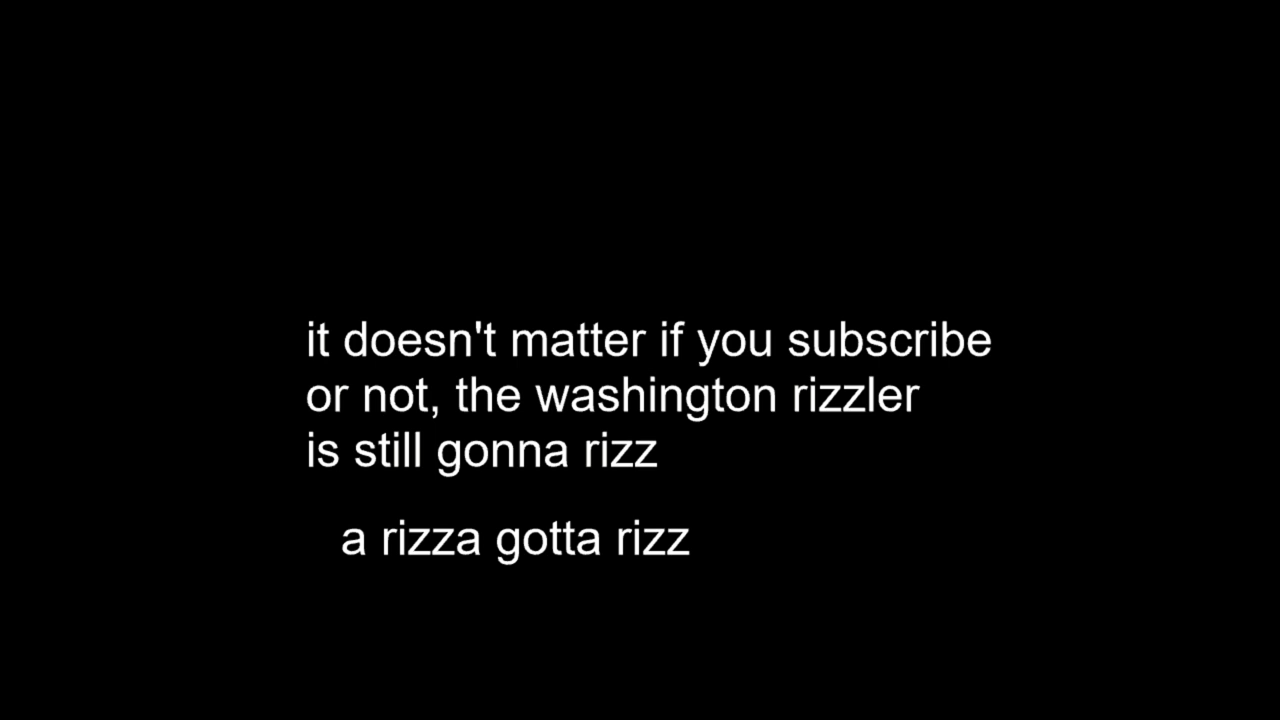 it doesn't matter if you subscribe
or not, the washington rizzler
is still gonna rizz
a rizza gotta rizz